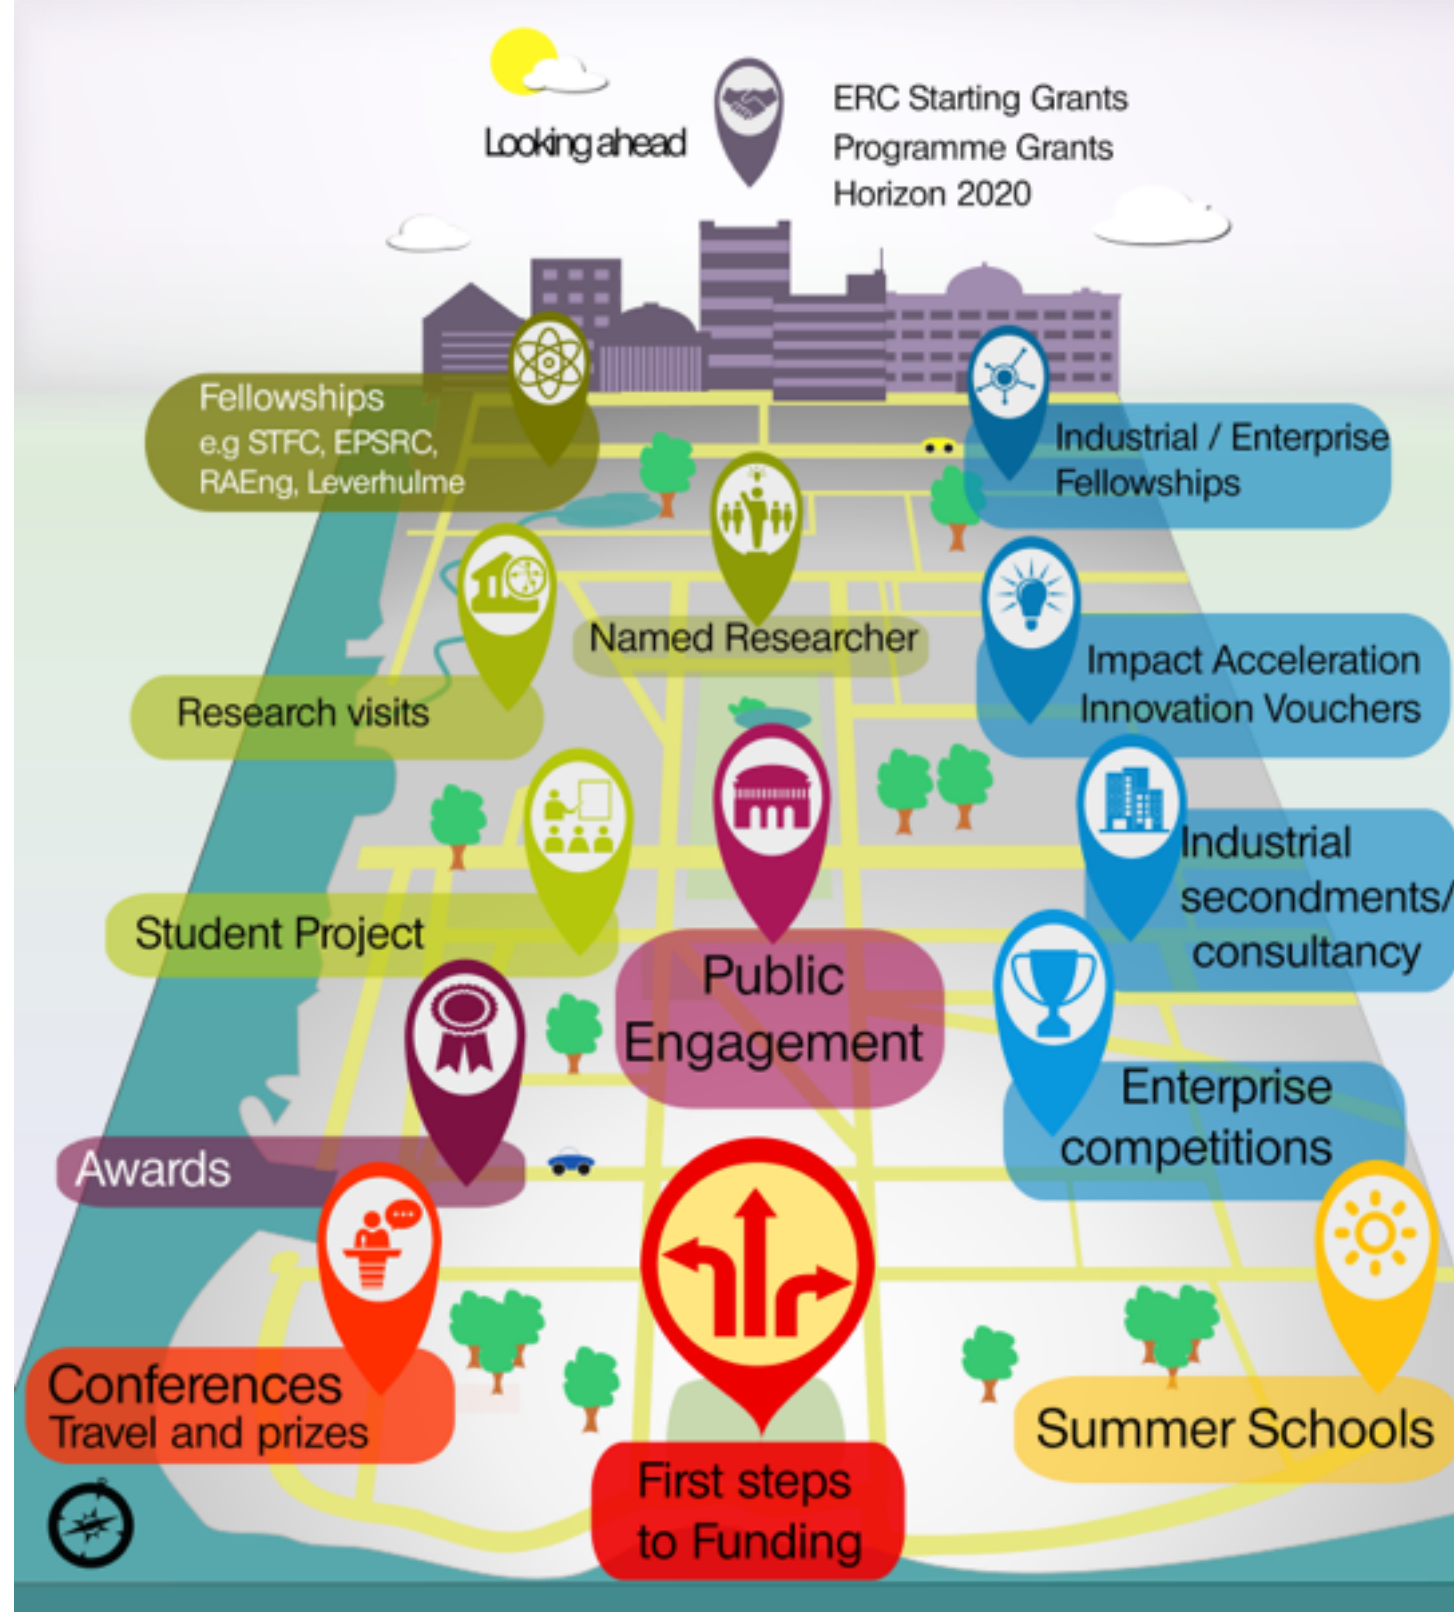 Looking ahead
ERC Starting Grants
Programme Grants
Horizon 2020
Fellowships
e.g STFC, EPSRC,
RAEng, Leverhulme
Industrial / Enterprise
Fellowships
Named Researcher
Research visits
Impact Acceleration
Innovation Vouchers
Industrial
secondments/
consultancy
Student Project
Public
Engagement
Enterprise
competitions
Awards
Conferences
Travel and prizes
Summer Schools
First steps
to Funding